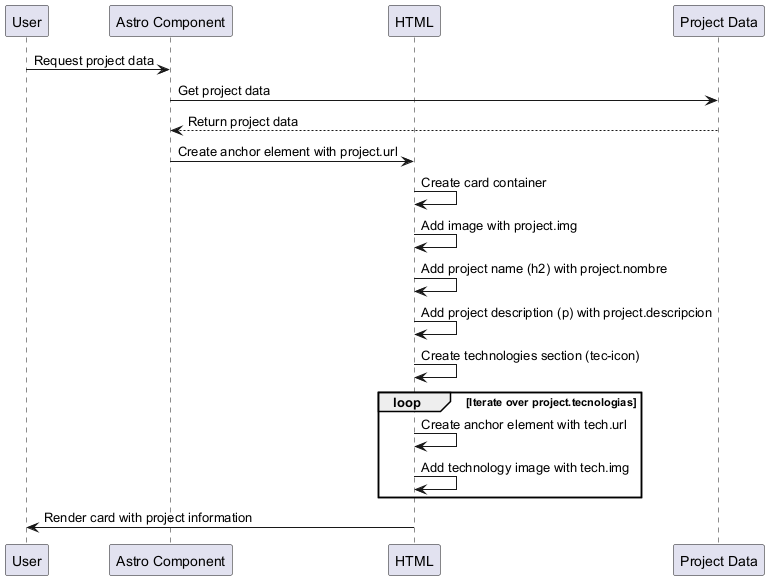 User
Astro Component
HTML
Project Data
Request project data
Get project data
Return project data
Create anchor element with project.url
Create card container
Add image with project.img
Add project name (h2) with project.nombre
Add project description (p) with project.descripcion
Create technologies section (tec-icon)
loop
[Iterate over project.tecnologias]
Create anchor element with tech.url
Add technology image with tech.img
Render card with project information
User
Astro Component
HTML
Project Data